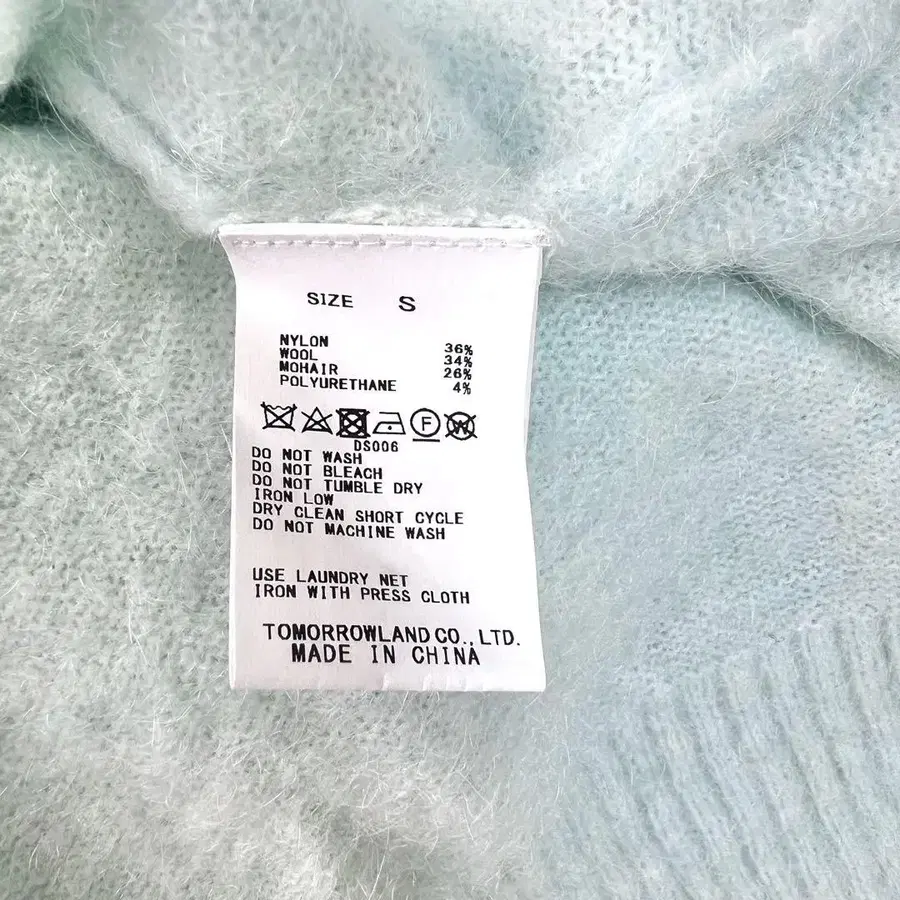 SIZE S
NYLON 36%
WOOL 34%
MOHAIR 26%
POLYURETHANE 4%
F W
DS006
DO NOT WASH
DO NOT BLEACH
DO NOT TUMBLE DRY
IRON LOW
DRY CLEAN SHORT CYCLE
DO NOT MACHINE WASH
USE LAUNDRY NET
IRON WITH PRESS CLOTH
TOMORROWLAND CO.,LTD.
MADE IN CHINA